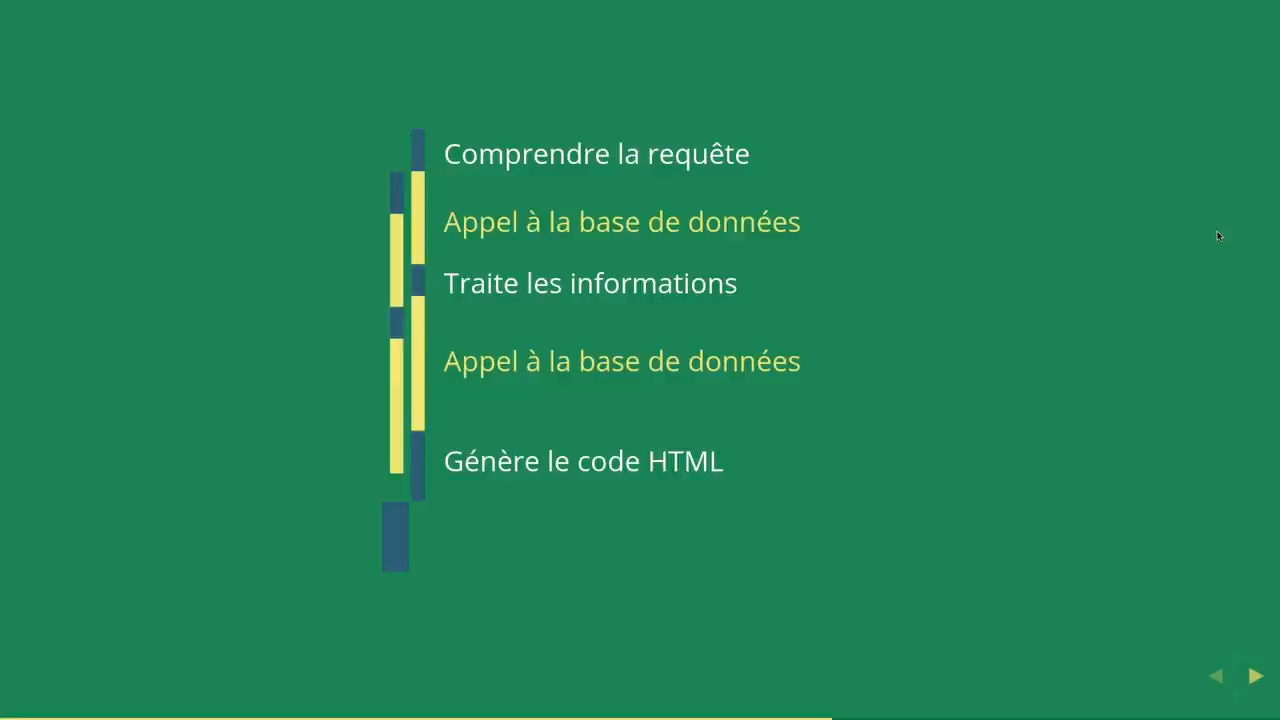 Comprendre la requête
Appel à la base de données
Traite les informations
Appel à la base de données
Génère le code HTML